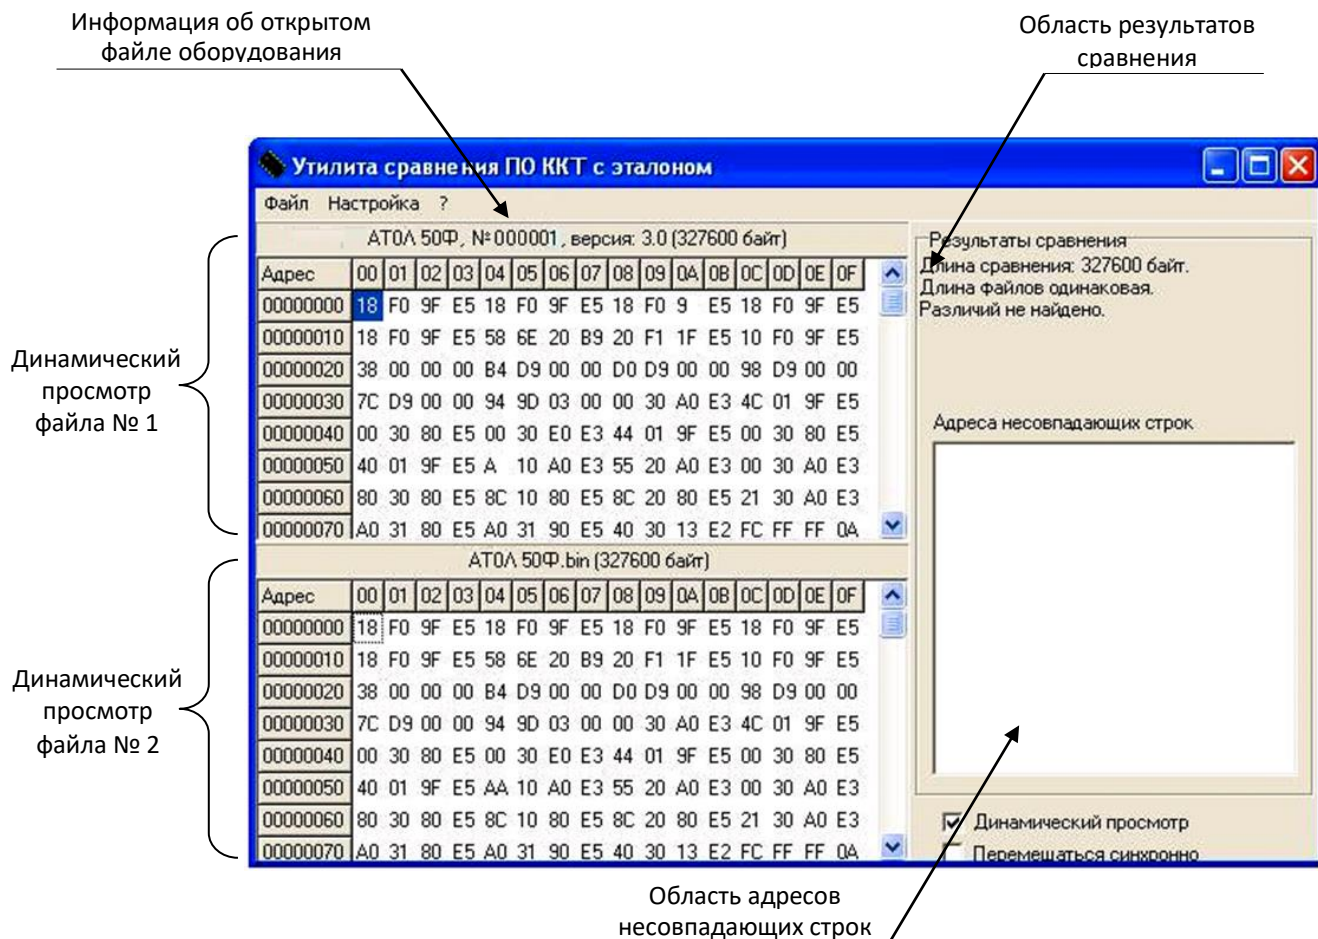 Информация об открытом
файле оборудования
Область результатов
сравнения
Утилита сравнения ПО ККТ с эталоном
Файл Настройка ?
АТОЛ 50Ф, №000001, версия: 3.0 (327600 байт)
Адрес 00 01 02 03 04 05 06 07 08 09 0A 0B 0C 0D 0E 0F
00000000 18 F0 9F E5 18 F0 9F E5 18 F0 9 E5 18 F0 9F E5
00000010 18 F0 9F E5 58 6E 20 B9 20 F1 1F E5 10 F0 9F E5
00000020 38 00 00 00 B4 D9 00 00 D0 D9 00 00 98 D9 00 00
00000030 7C D9 00 00 94 9D 03 00 00 30 A0 E3 4C 01 9F E5
00000040 00 30 80 E5 00 30 E0 E3 44 01 9F E5 00 30 80 E5
00000050 40 01 9F E5 A 10 A0 E3 55 20 A0 E3 00 30 A0 E3
00000060 80 30 80 E5 8C 10 80 E5 8C 20 80 E5 21 30 A0 E3
00000070 A0 31 80 E5 A0 31 90 E5 40 30 13 E2 FC FF FF 0A
Динамический
просмотр
файла № 1
АТОЛ 50Ф.bin (327600 байт)
Адрес 00 01 02 03 04 05 06 07 08 09 0A 0B 0C 0D 0E 0F
00000000 18 F0 9F E5 18 F0 9F E5 18 F0 9F E5 18 F0 9F E5
00000010 18 F0 9F E5 58 6E 20 B9 20 F1 1F E5 10 F0 9F E5
00000020 38 00 00 00 B4 D9 00 00 D0 D9 00 00 98 D9 00 00
00000030 7C D9 00 00 94 9D 03 00 00 30 A0 E3 4C 01 9F E5
00000040 00 30 80 E5 00 30 E0 E3 44 01 9F E5 00 30 80 E5
00000050 40 01 9F E5 AA 10 A0 E3 55 20 A0 E3 00 30 A0 E3
00000060 80 30 80 E5 8C 10 80 E5 8C 20 80 E5 21 30 A0 E3
00000070 A0 31 80 E5 A0 31 90 E5 40 30 13 E2 FC FF FF 0A
Динамический
просмотр
файла № 2
Результаты сравнения
Длина сравнения: 327600 байт.
Длина файлов одинаковая.
Различий не найдено.
Адреса несовпадающих строк
Динамический просмотр
Перемещаться синхронно
Область адресов
несовпадающих строк